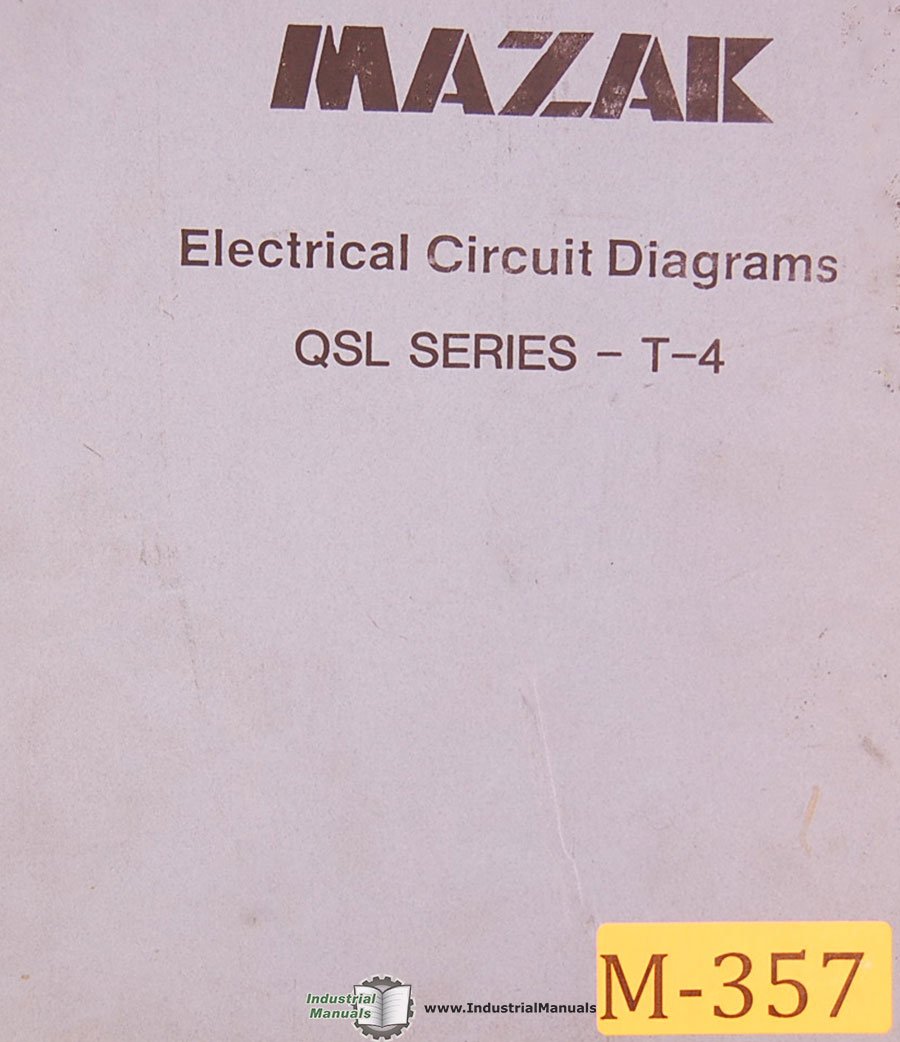 MAZAK
Electrical Circuit Diagrams
QSL SERIES - T-4
M-357
Industrial
Manuals
www.IndustrialManuals